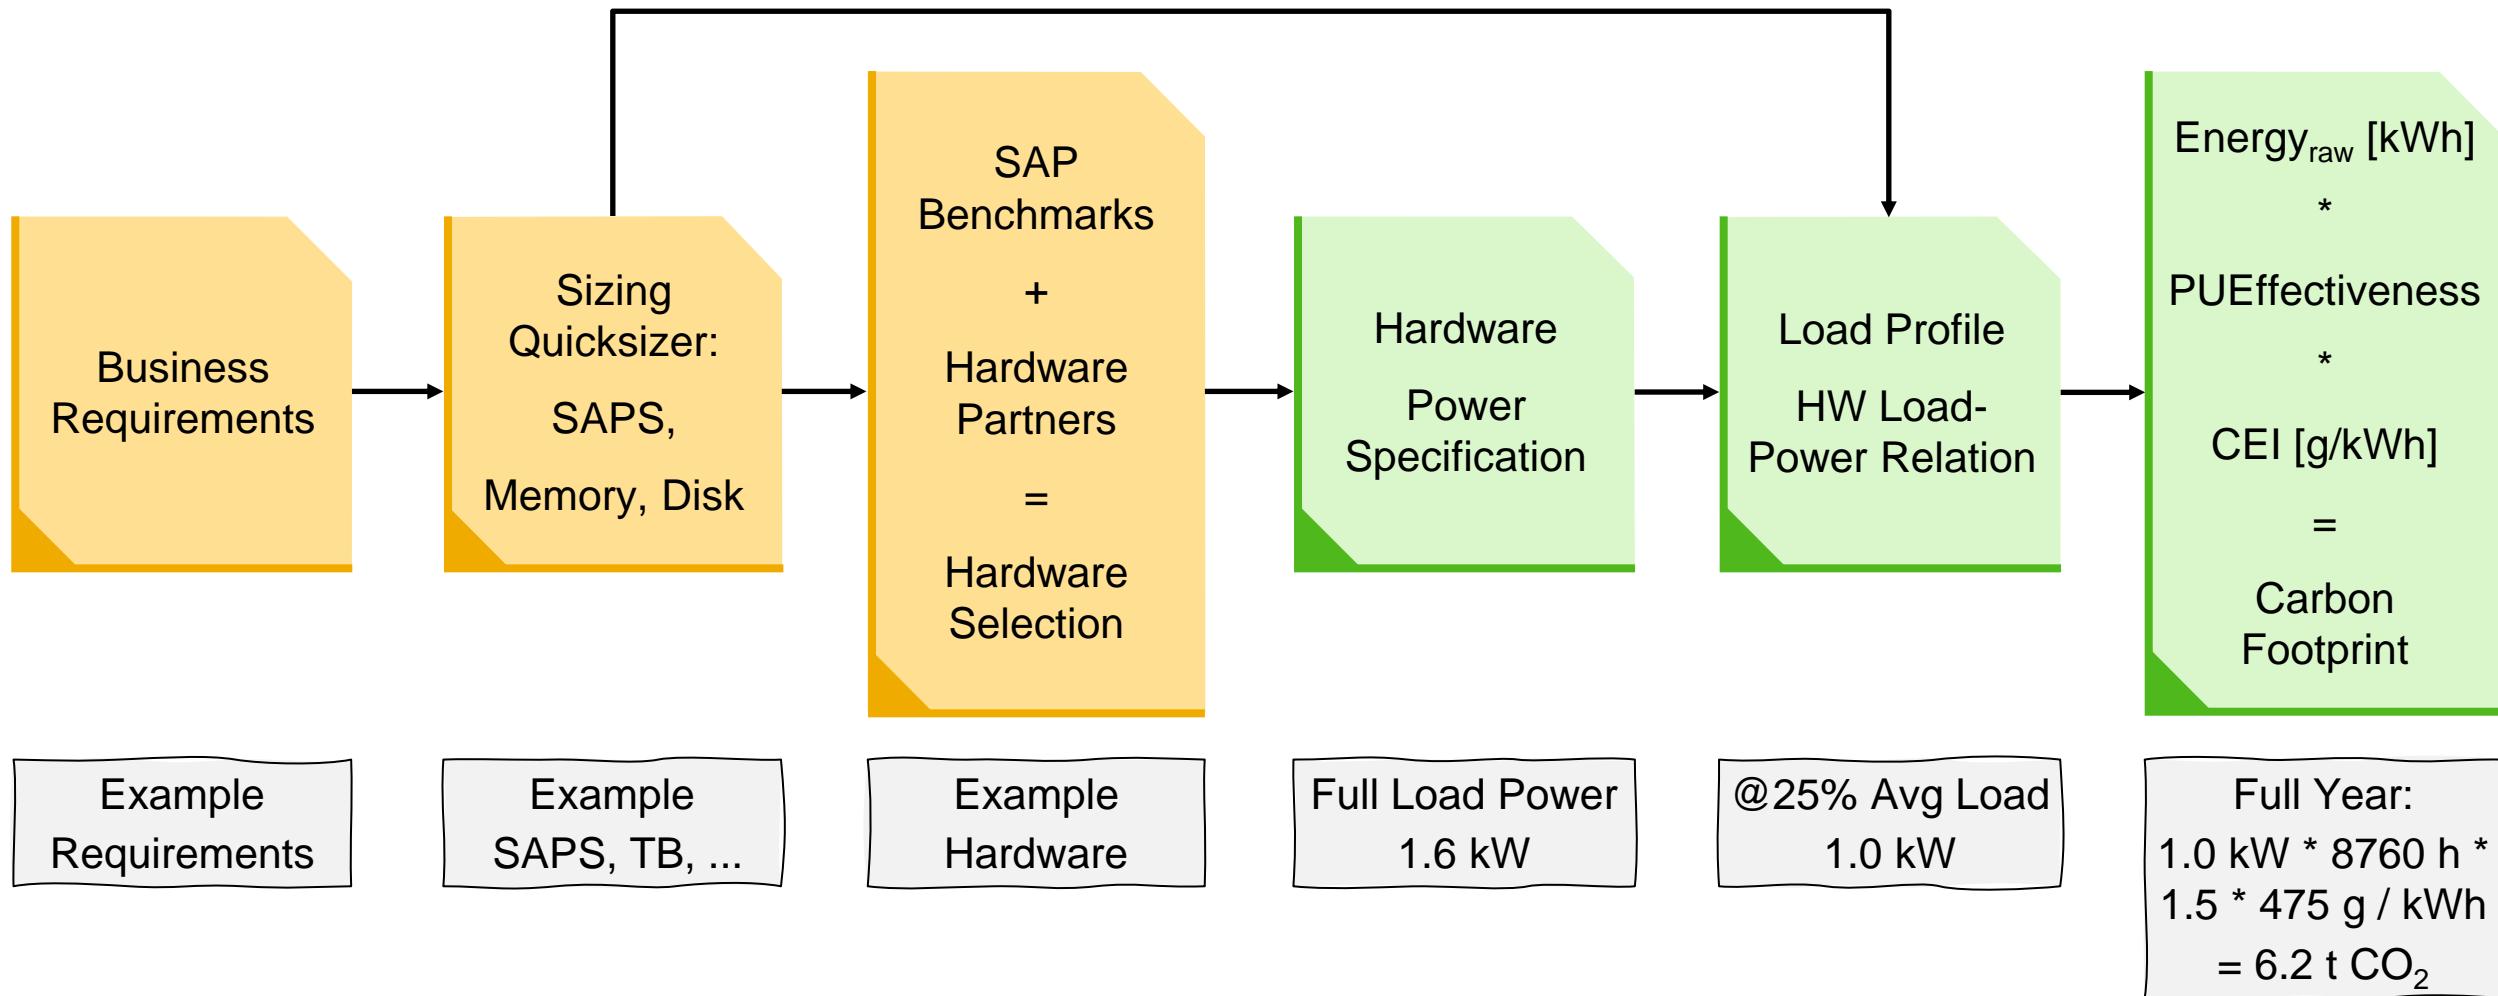 Business
Requirements
Sizing
Quicksizer:
SAPS,
Memory, Disk
SAP
Benchmarks
+
Hardware
Partners
=
Hardware
Selection
Hardware
Power
Specification
Load Profile
HW Load-
Power Relation
Energyraw [kWh]
*
PUEffectiveness
*
CEI [g/kWh]
=
Carbon
Footprint
Example
Requirements
Example
SAPS, TB, ...
Example
Hardware
Full Load Power
1.6 kW
@25% Avg Load
1.0 kW
Full Year:
1.0 kW * 8760 h *
1.5 * 475 g / kWh
= 6.2 t CO₂